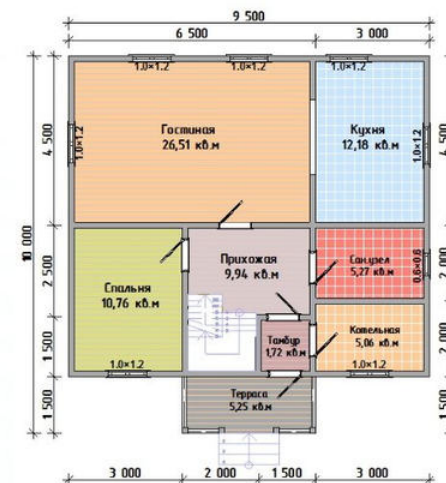 9 500
6 500
3 000
1.0×1.2
1.0×1.2
1.0×1.2
10 000
4 500
1.0×1.2
Гостиная
26,51 кв.м
Кухня
12,18 кв.м
1.0×1.2
4 500
2 500
Спальня
10,76 кв.м
Прихожая
9,94 кв.м
Сан.узел
5,27 кв.м
0.6×0.6
2 000
1 500
Тамбур
1,72 кв.м
Котельная
5,06 кв.м
2 000
1.0×1.2
1.0×1.2
1 500
Терраса
5,25 кв.м
1 500
3 000
2 000
1 500
3 000